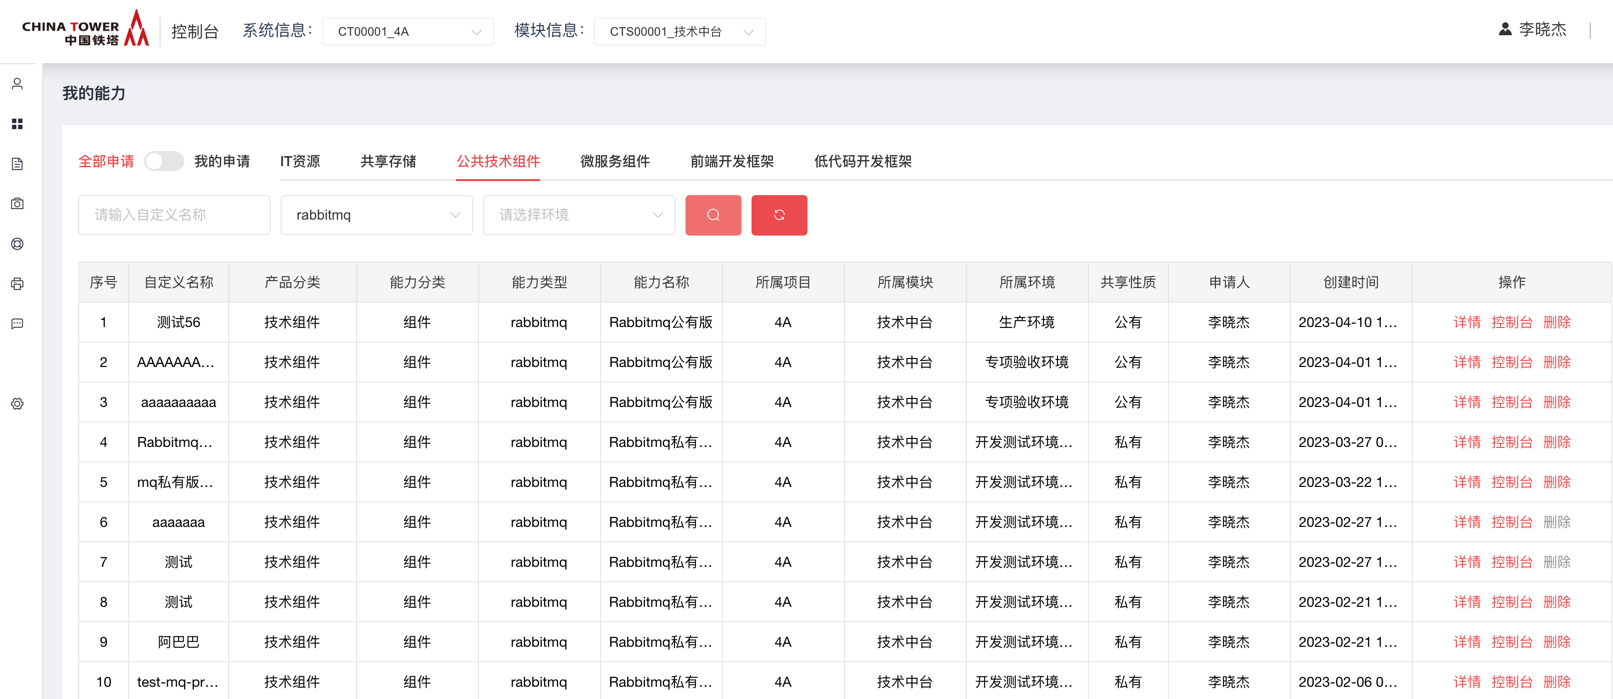 CHINA TOWER
中国铁塔
控制台 系统信息: CT00001_4A 模块信息: CTS00001_技术中台 李晓杰
我的能力
全部申请 我的申请 IT资源 共享存储 公共技术组件 微服务组件 前端开发框架 低代码开发框架
请输入自定义名称 rabbitmq 请选择环境
序号 自定义名称 产品分类 能力分类 能力类型 能力名称 所属项目 所属模块 所属环境 共享性质 申请人 创建时间 操作
1 测试56 技术组件 组件 rabbitmq Rabbitmq公有版 4A 技术中台 生产环境 公有 李晓杰 2023-04-10 1... 详情 控制台 删除
2 AAAAAAA... 技术组件 组件 rabbitmq Rabbitmq公有版 4A 技术中台 专项验收环境 公有 李晓杰 2023-04-01 1... 详情 控制台 删除
3 aaaaaaaaaa 技术组件 组件 rabbitmq Rabbitmq公有版 4A 技术中台 专项验收环境 公有 李晓杰 2023-04-01 1... 详情 控制台 删除
4 Rabbitmq... 技术组件 组件 rabbitmq Rabbitmq私有... 4A 技术中台 开发测试环境... 私有 李晓杰 2023-03-27 0... 详情 控制台 删除
5 mq私有版... 技术组件 组件 rabbitmq Rabbitmq私有... 4A 技术中台 开发测试环境... 私有 李晓杰 2023-03-22 1... 详情 控制台 删除
6 aaaaaaa 技术组件 组件 rabbitmq Rabbitmq私有... 4A 技术中台 开发测试环境... 私有 李晓杰 2023-02-27 1... 详情 控制台 删除
7 测试 技术组件 组件 rabbitmq Rabbitmq私有... 4A 技术中台 开发测试环境... 私有 李晓杰 2023-02-27 1... 详情 控制台 删除
8 测试 技术组件 组件 rabbitmq Rabbitmq私有... 4A 技术中台 开发测试环境... 私有 李晓杰 2023-02-21 1... 详情 控制台 删除
9 阿巴巴 技术组件 组件 rabbitmq Rabbitmq私有... 4A 技术中台 开发测试环境... 私有 李晓杰 2023-02-21 1... 详情 控制台 删除
10 test-mq-pr... 技术组件 组件 rabbitmq Rabbitmq私有... 4A 技术中台 开发测试环境... 私有 李晓杰 2023-02-06 0... 详情 控制台 删除